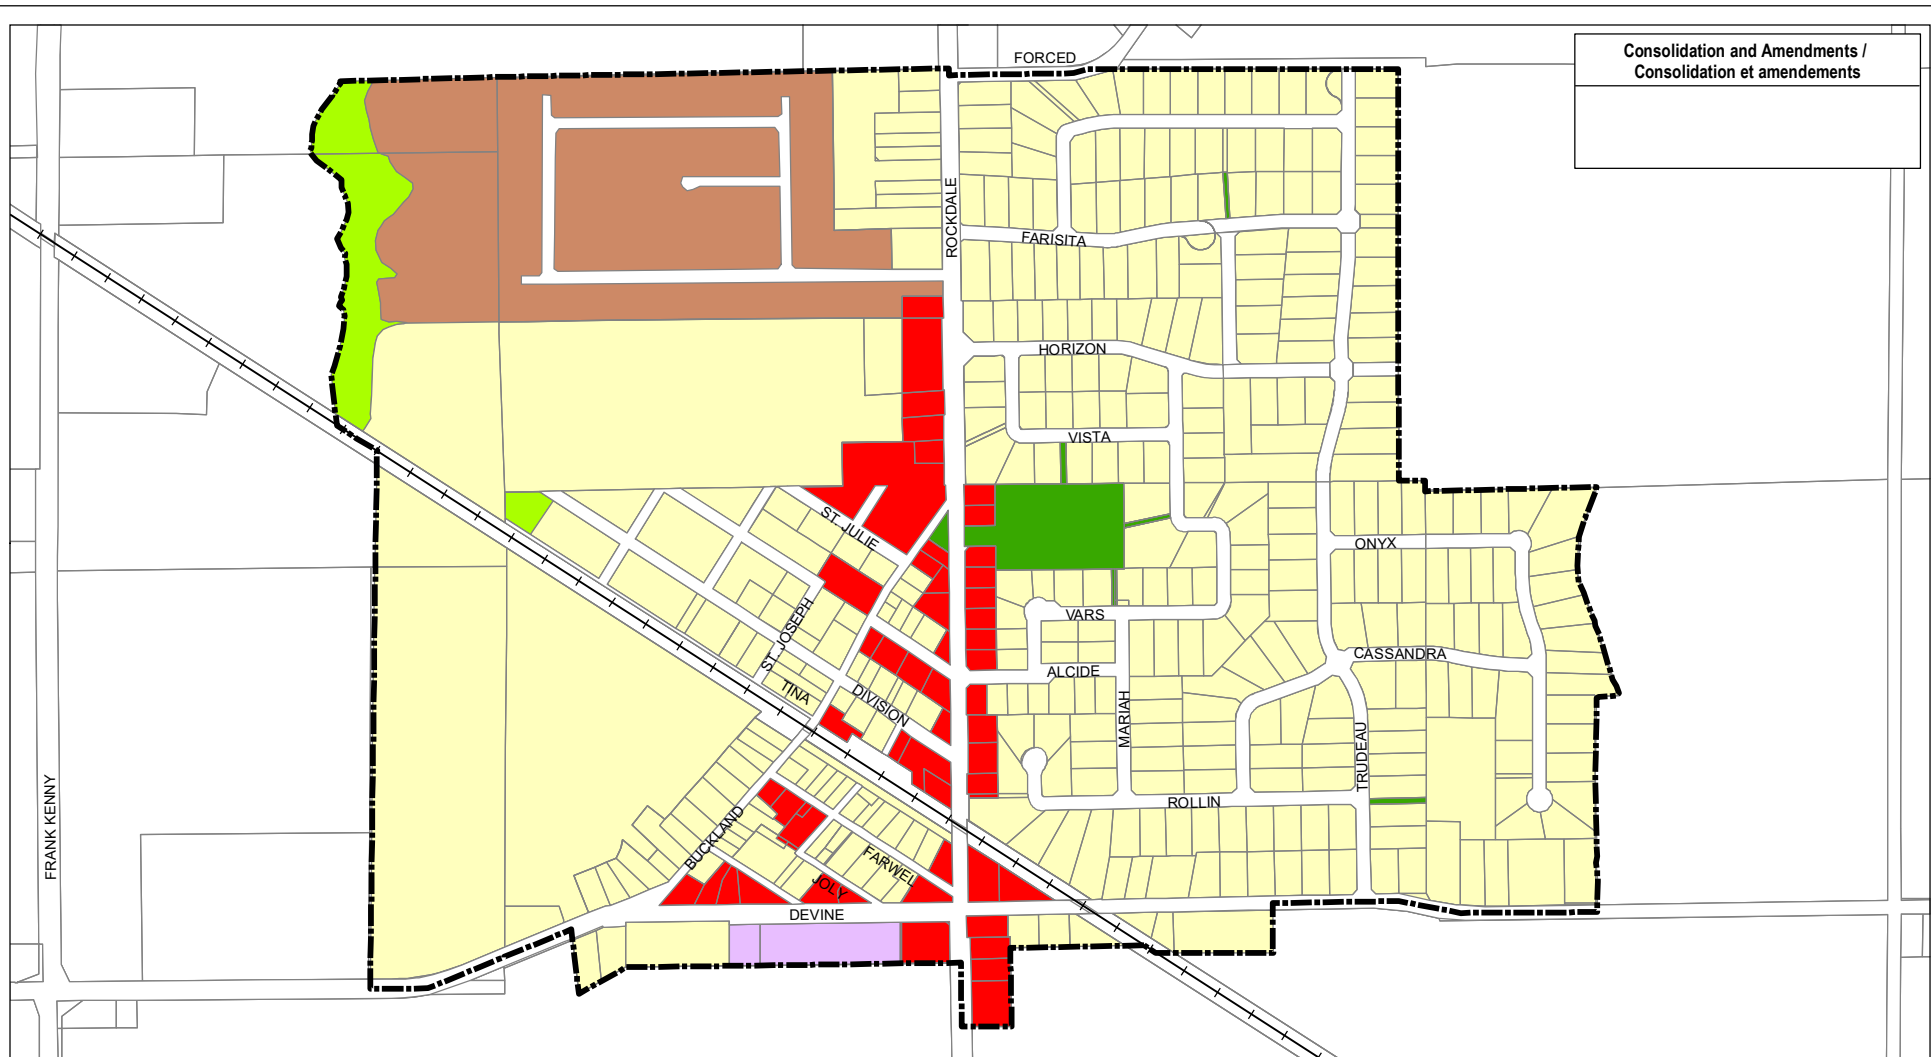 FORCED
Consolidation and Amendments /
Consolidation et amendements
ROCKDALE
FARISITA
HORIZON
VISTA
ST. JULIE
ONYX
ST. JOSEPH
VARS
CASSANDRA
ALCIDE
TINA
DIVISION
MARIAH
TRUDEAU
ROLLIN
FRANK KENNY
BUCKLAND
FARWEL
JOLY
DEVINE